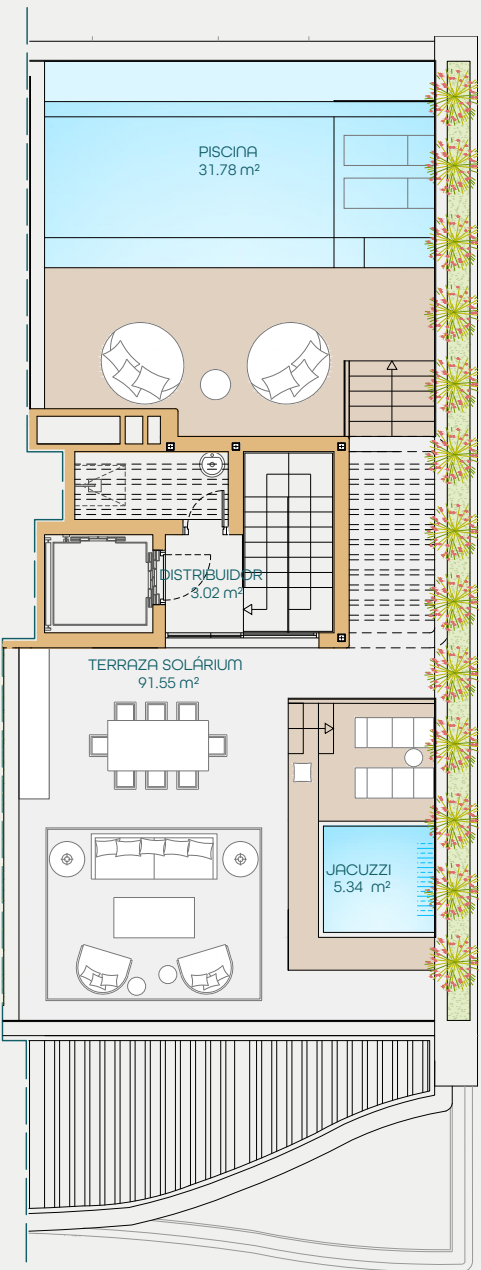 PISCINA
31.78 m²
DISTRIBUIDOR
3.02 m²
TERRAZA SOLÁRIUM
91.55 m²
JACUZZI
5.34 m²